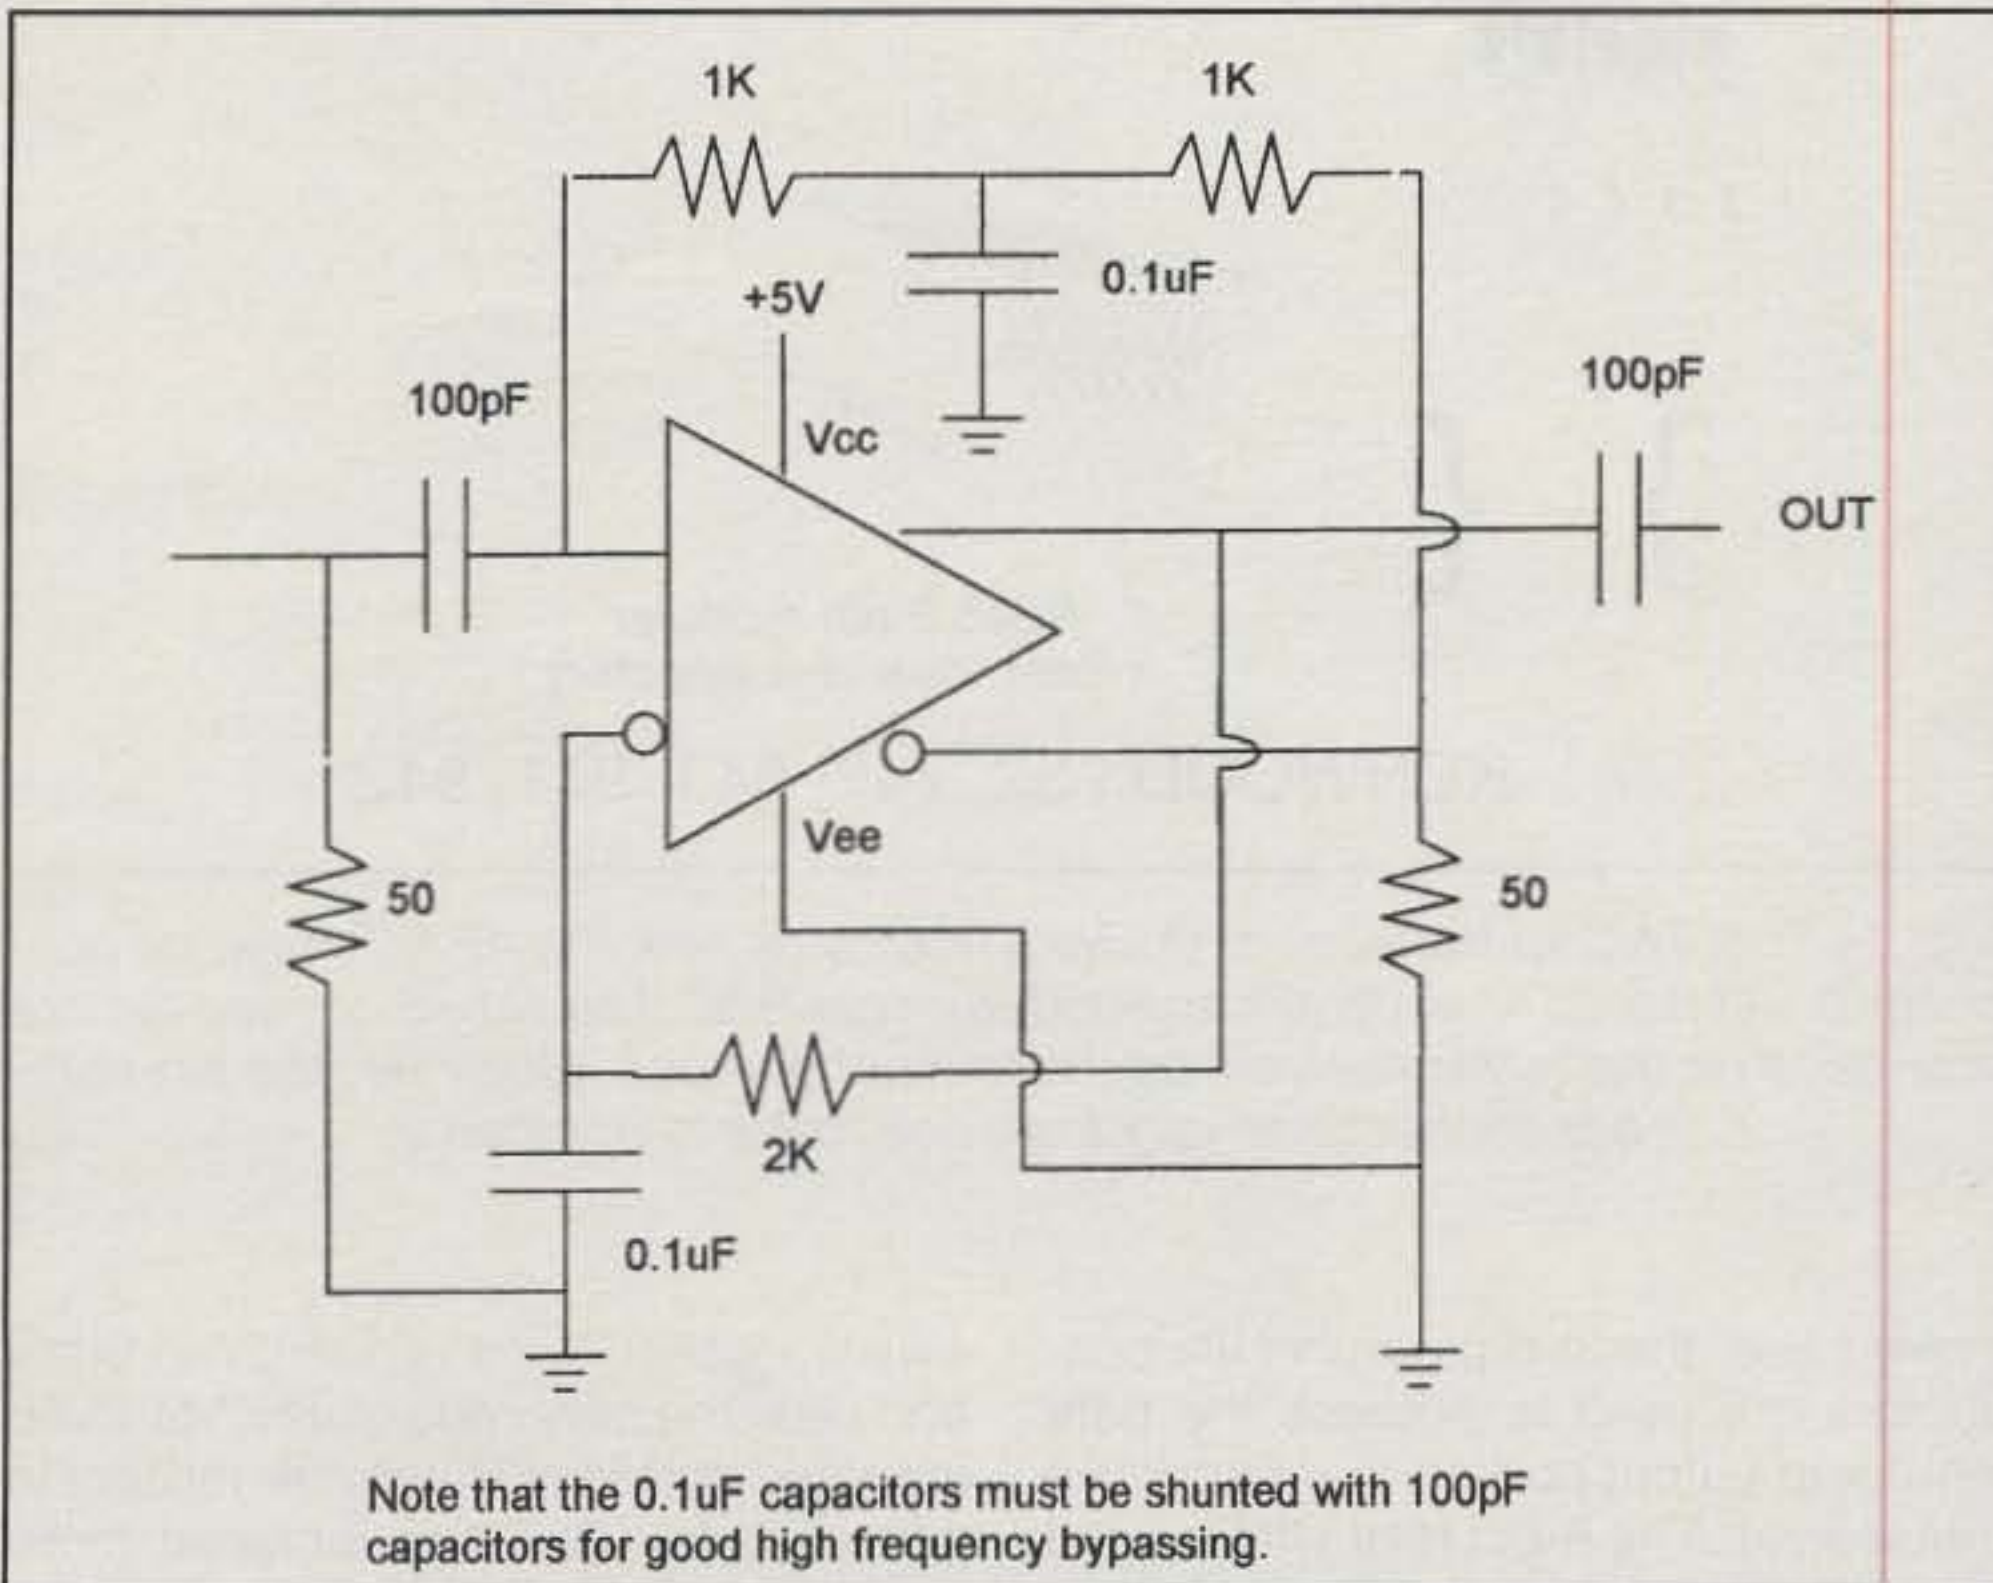 1K
1K
0.1uF
+5V
100pF
100pF
Vcc
OUT
Vee
50
50
2K
0.1uF
Note that the 0.1uF capacitors must be shunted with 100pF
capacitors for good high frequency bypassing.